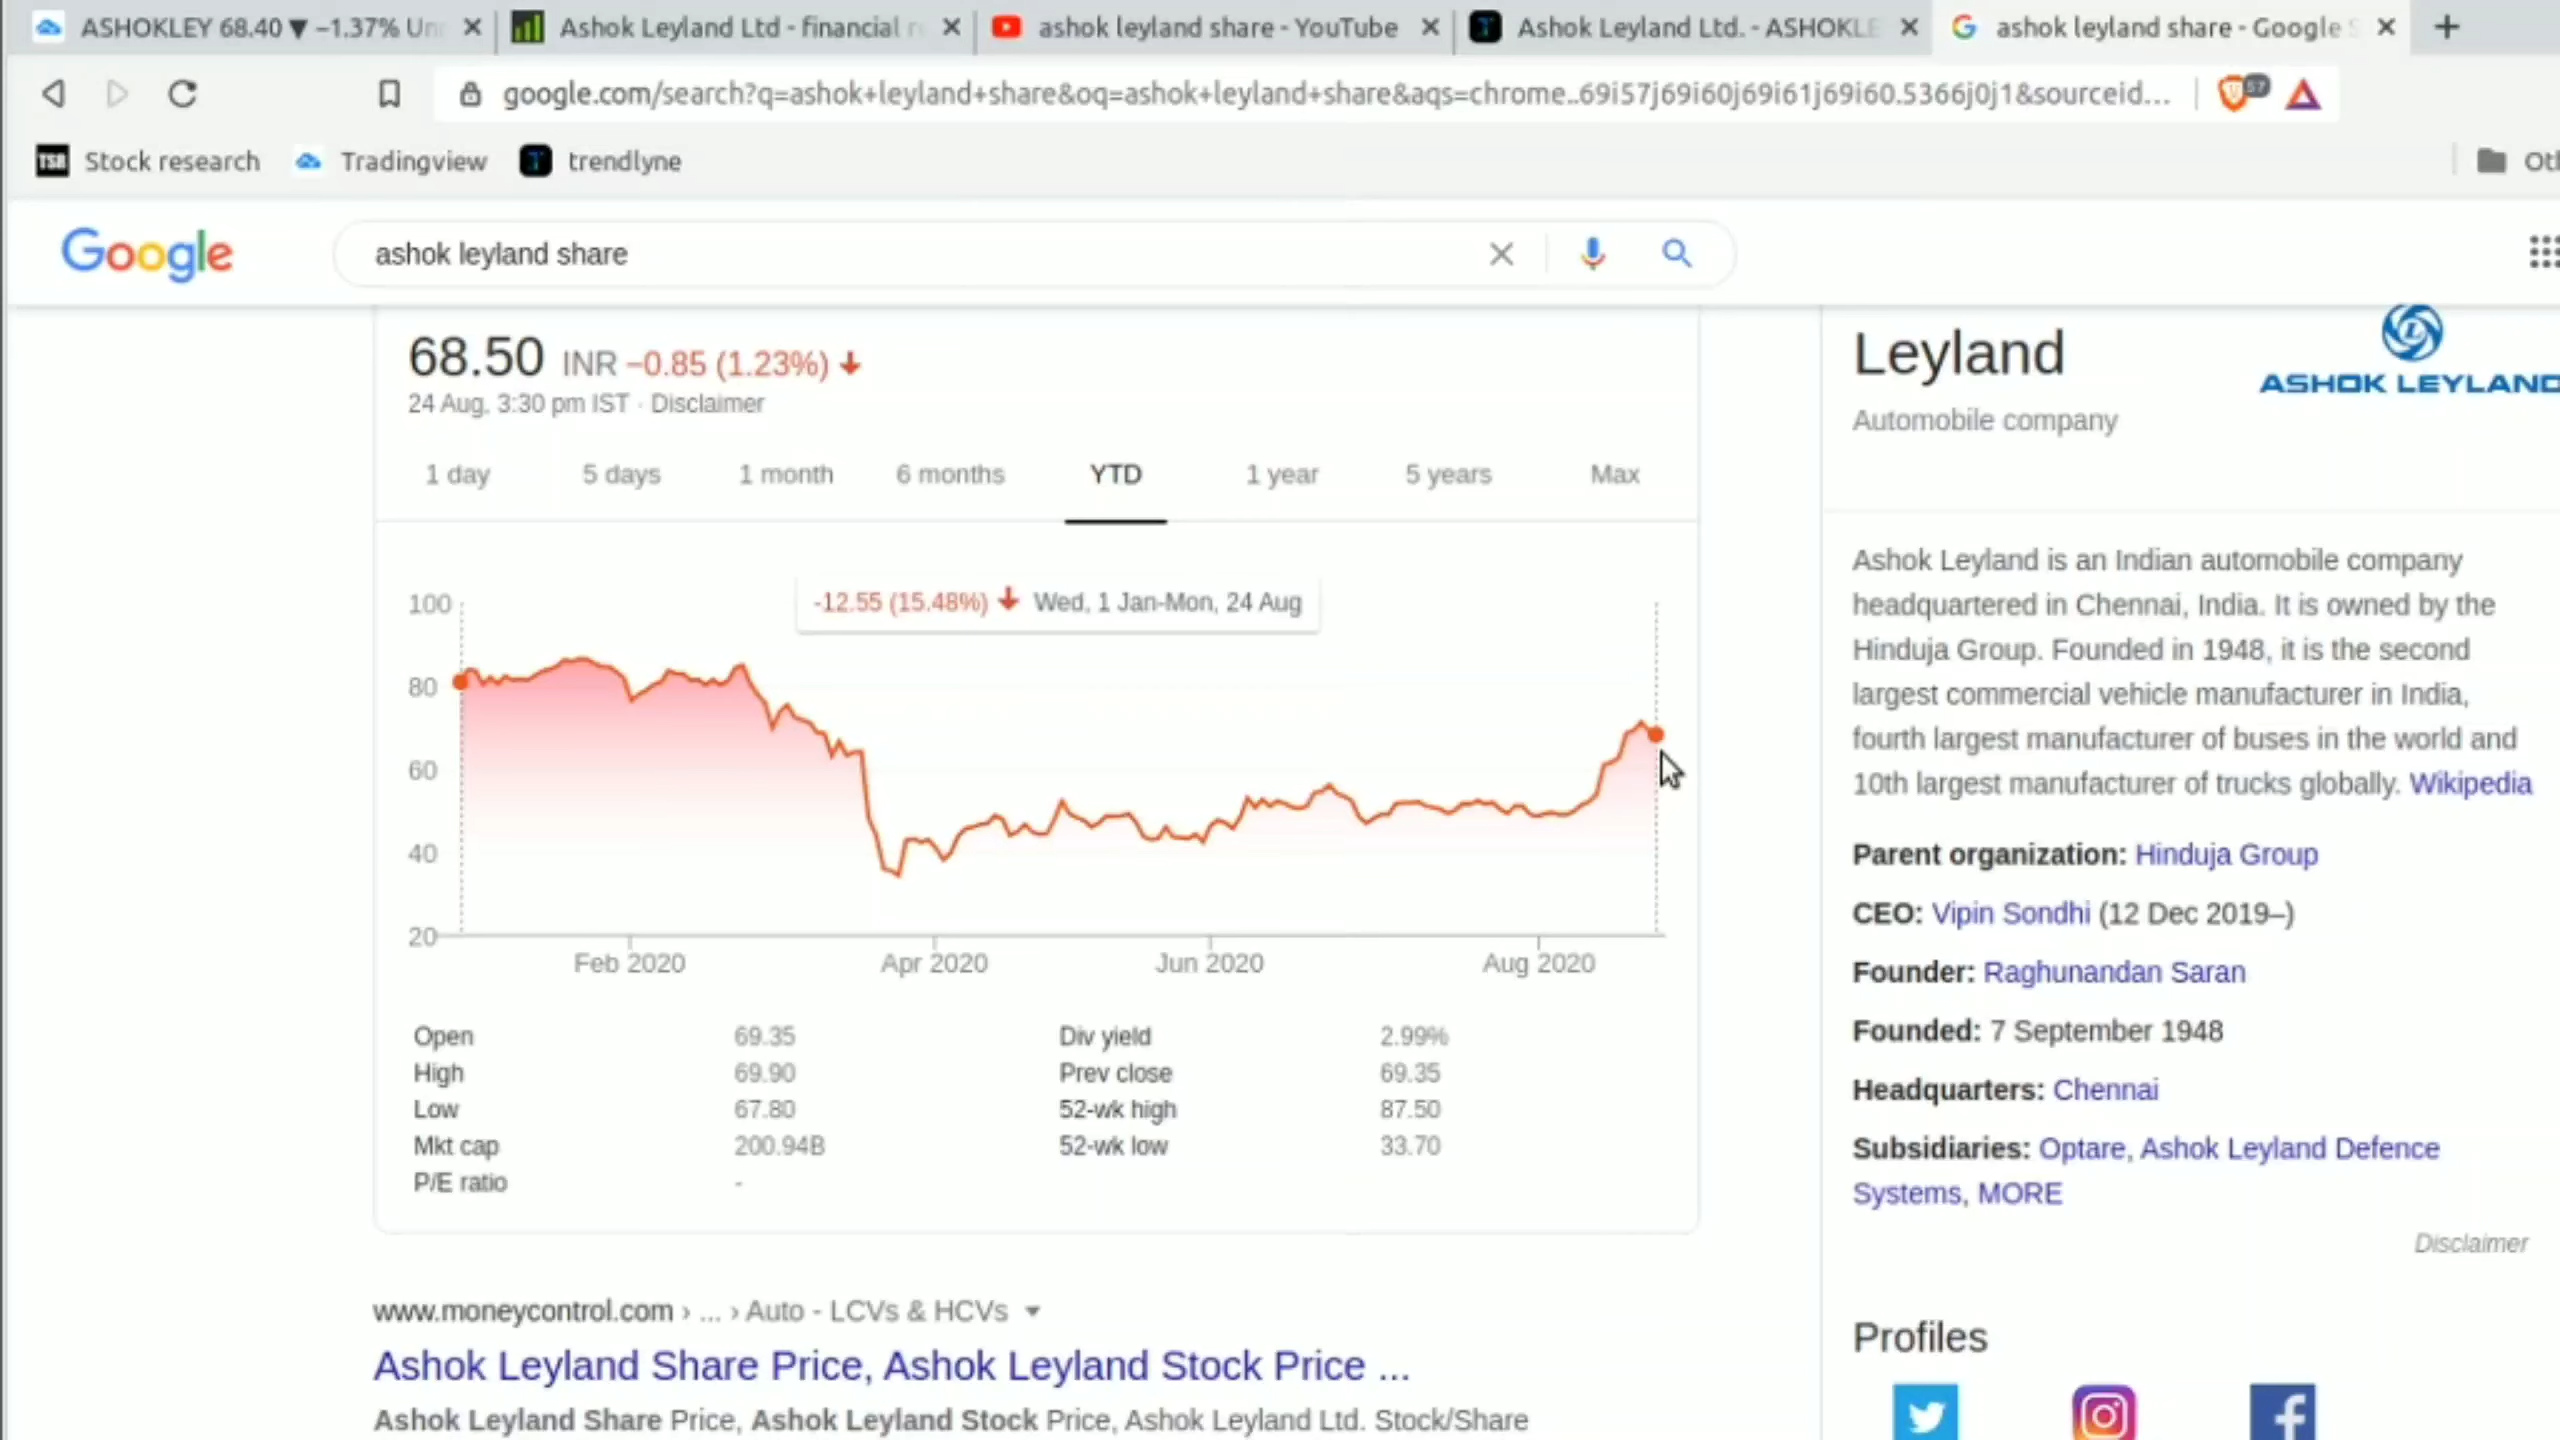 ASHOKLEY 68.40 ▼ −1.37%
Ashok Leyland Ltd - financial
ashok leyland share - YouTube
Ashok Leyland Ltd. - ASHOKLE
ashok leyland share - Google
google.com/search?q=ashok+leyland+share&oq=ashok+leyland+share&aqs=chrome..69i57j69i60j69i61j69i60.5366j0j1&sourceid...
57
TSR Stock research
Tradingview
trendlyne
Google
ashok leyland share
68.50 INR −0.85 (1.23%)
24 Aug, 3:30 pm IST · Disclaimer
1 day 5 days 1 month 6 months YTD 1 year 5 years Max
-12.55 (15.48%) Wed, 1 Jan-Mon, 24 Aug
100
80
60
40
20
Feb 2020 Apr 2020 Jun 2020 Aug 2020
Open 69.35 Div yield 2.99%
High 69.90 Prev close 69.35
Low 67.80 52-wk high 87.50
Mkt cap 200.94B 52-wk low 33.70
P/E ratio -
www.moneycontrol.com › ... › Auto - LCVs & HCVs
Ashok Leyland Share Price, Ashok Leyland Stock Price ...
Ashok Leyland Share Price, Ashok Leyland Stock Price, Ashok Leyland Ltd. Stock/Share
Leyland
ASHOK LEYLAND
Automobile company
Ashok Leyland is an Indian automobile company
headquartered in Chennai, India. It is owned by the
Hinduja Group. Founded in 1948, it is the second
largest commercial vehicle manufacturer in India,
fourth largest manufacturer of buses in the world and
10th largest manufacturer of trucks globally. Wikipedia
Parent organization: Hinduja Group
CEO: Vipin Sondhi (12 Dec 2019–)
Founder: Raghunandan Saran
Founded: 7 September 1948
Headquarters: Chennai
Subsidiaries: Optare, Ashok Leyland Defence
Systems, MORE
Disclaimer
Profiles